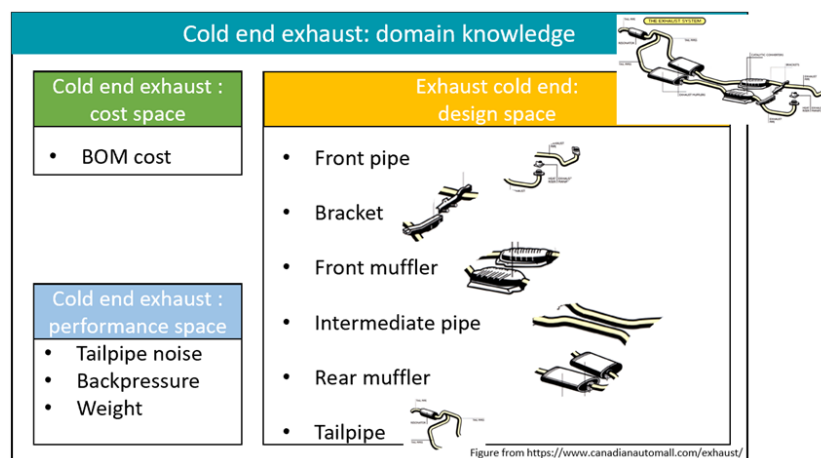 Cold end exhaust: domain knowledge
THE EXHAUST SYSTEM
Cold end exhaust :
cost space
• BOM cost
Exhaust cold end:
design space
• Front pipe
• Bracket
• Front muffler
• Intermediate pipe
• Rear muffler
• Tailpipe
Cold end exhaust :
performance space
• Tailpipe noise
• Backpressure
• Weight
Figure from https://www.canadianautomall.com/exhaust/